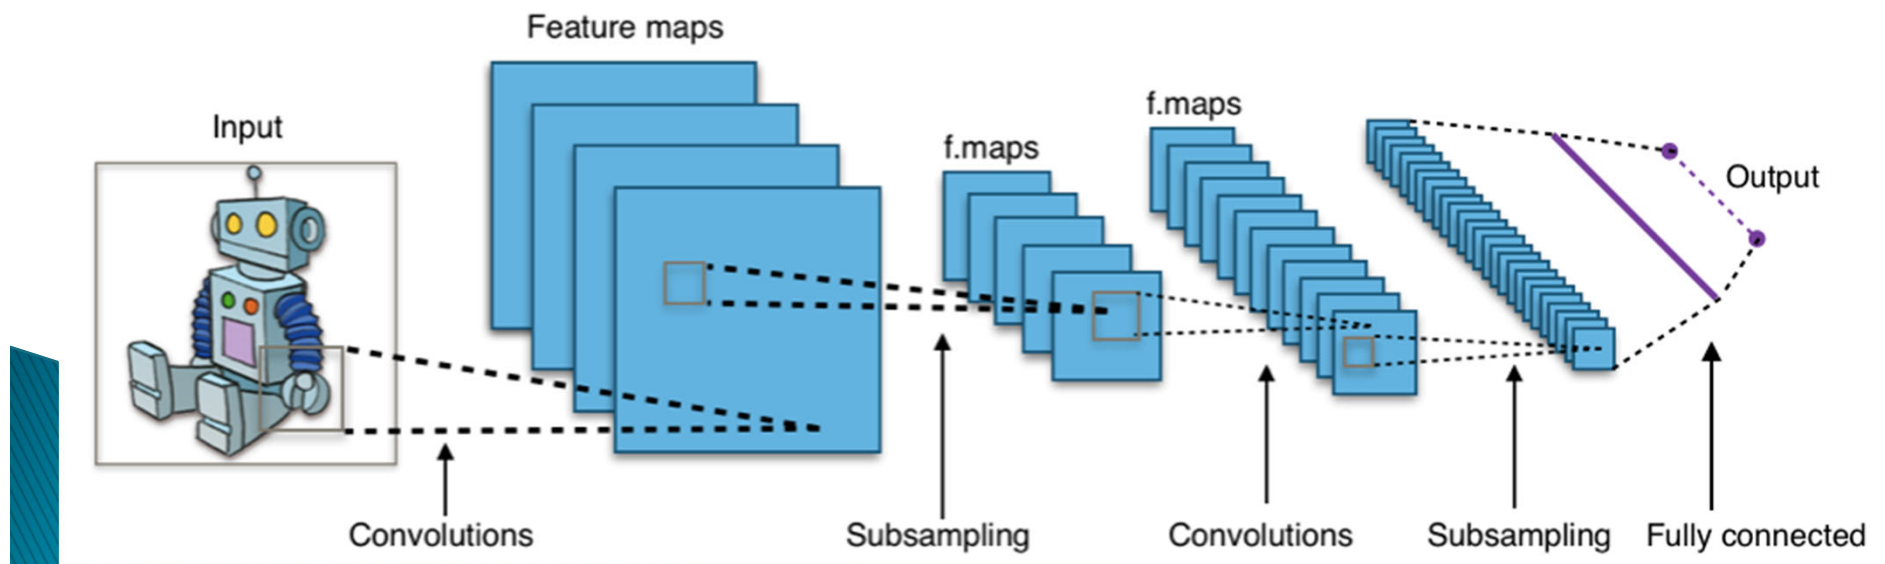 Feature maps
f.maps
Input
f.maps
Output
Convolutions
Subsampling
Convolutions
Subsampling
Fully connected